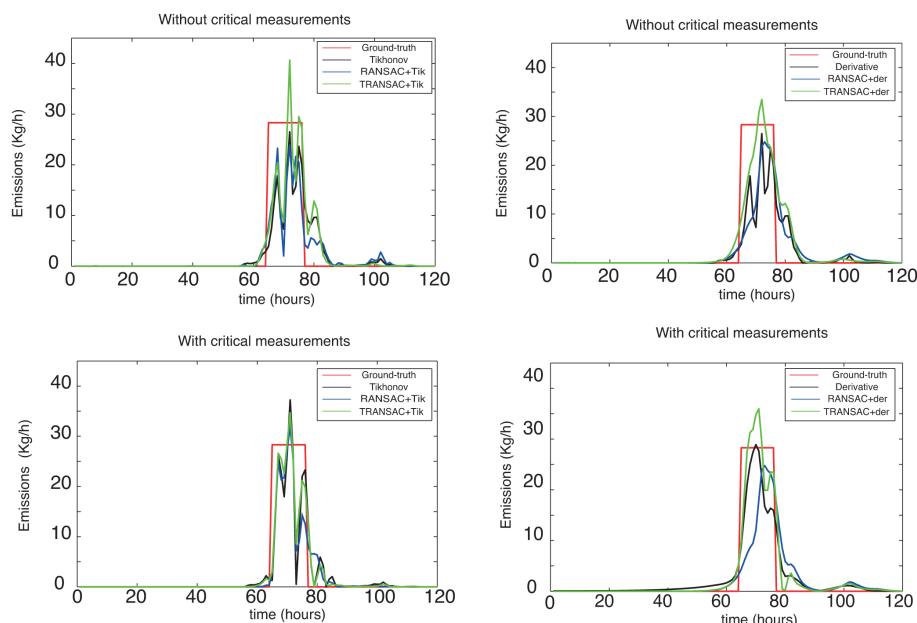 Without critical measurements
Emissions (Kg/h)
40
30
20
10
0
Ground-truth
Tikhonov
RANSAC+Tik
TRANSAC+Tik
0 20 40 60 80 100 120
time (hours)
Without critical measurements
Emissions (Kg/h)
40
30
20
10
0
Ground-truth
Derivative
RANSAC+der
TRANSAC+der
0 20 40 60 80 100 120
time (hours)
With critical measurements
Emissions (Kg/h)
40
30
20
10
0
Ground-truth
Tikhonov
RANSAC+Tik
TRANSAC+Tik
0 20 40 60 80 100 120
time (hours)
With critical measurements
Emissions (Kg/h)
40
30
20
10
0
Ground-truth
Derivative
RANSAC+der
TRANSAC+der
0 20 40 60 80 100 120
time (hours)